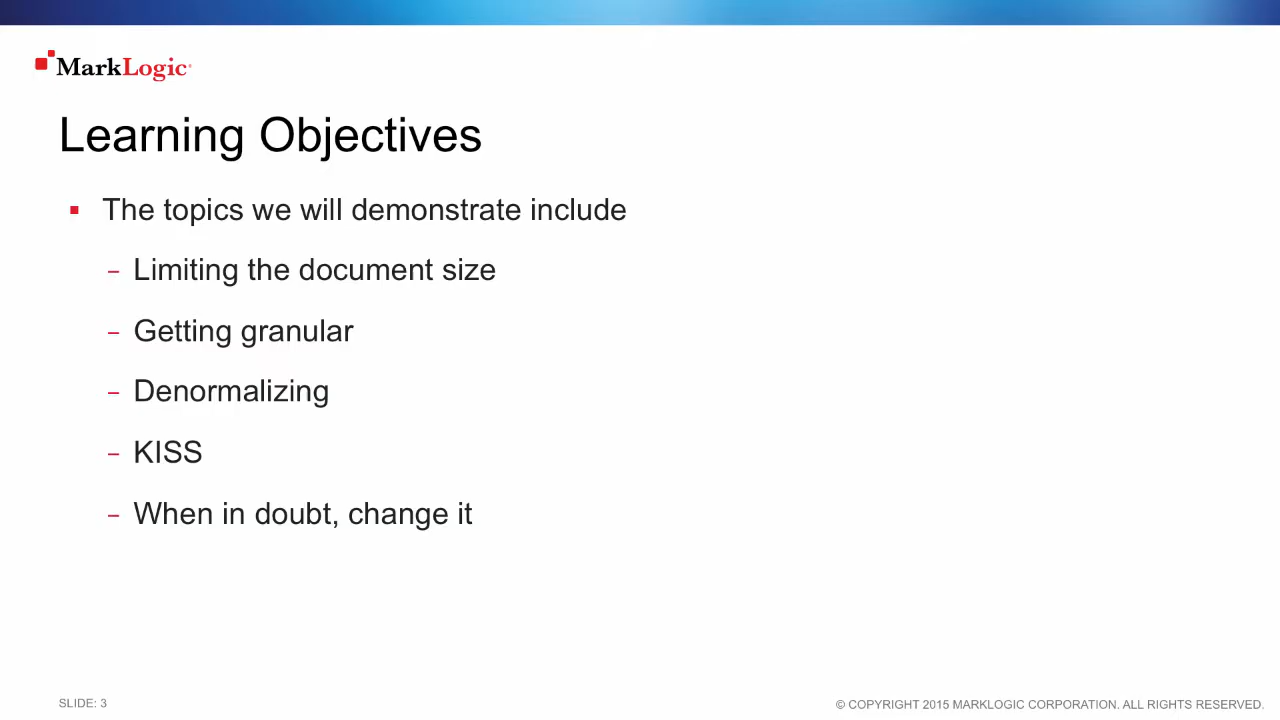 MarkLogic
Learning Objectives
▪ The topics we will demonstrate include
– Limiting the document size
– Getting granular
– Denormalizing
– KISS
– When in doubt, change it
SLIDE: 3
© COPYRIGHT 2015 MARKLOGIC CORPORATION. ALL RIGHTS RESERVED.